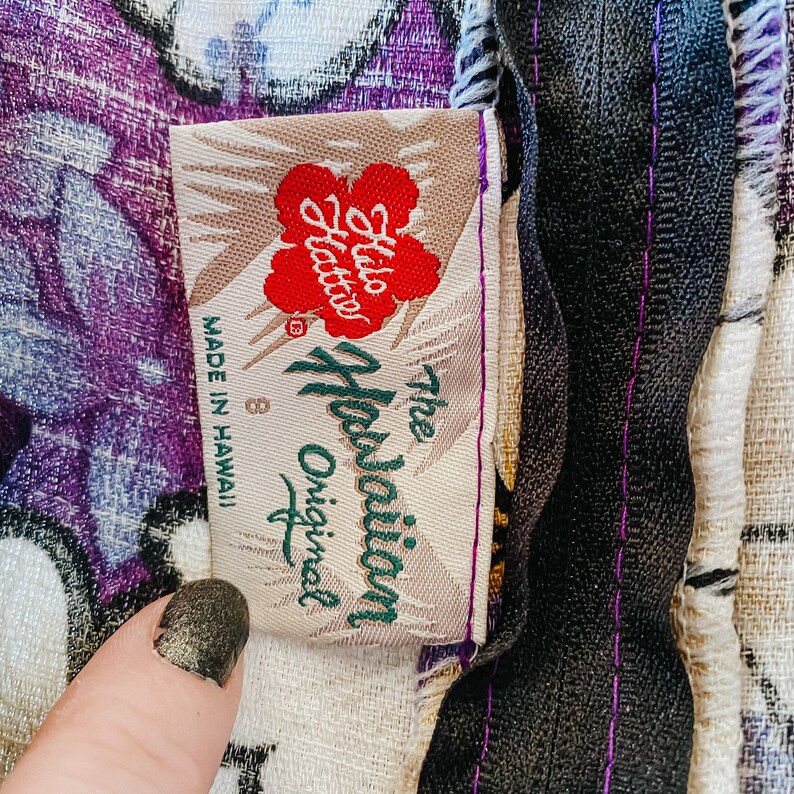 Hilo
Hattie's
The
Hawaiian
Original
8
MADE IN HAWAII